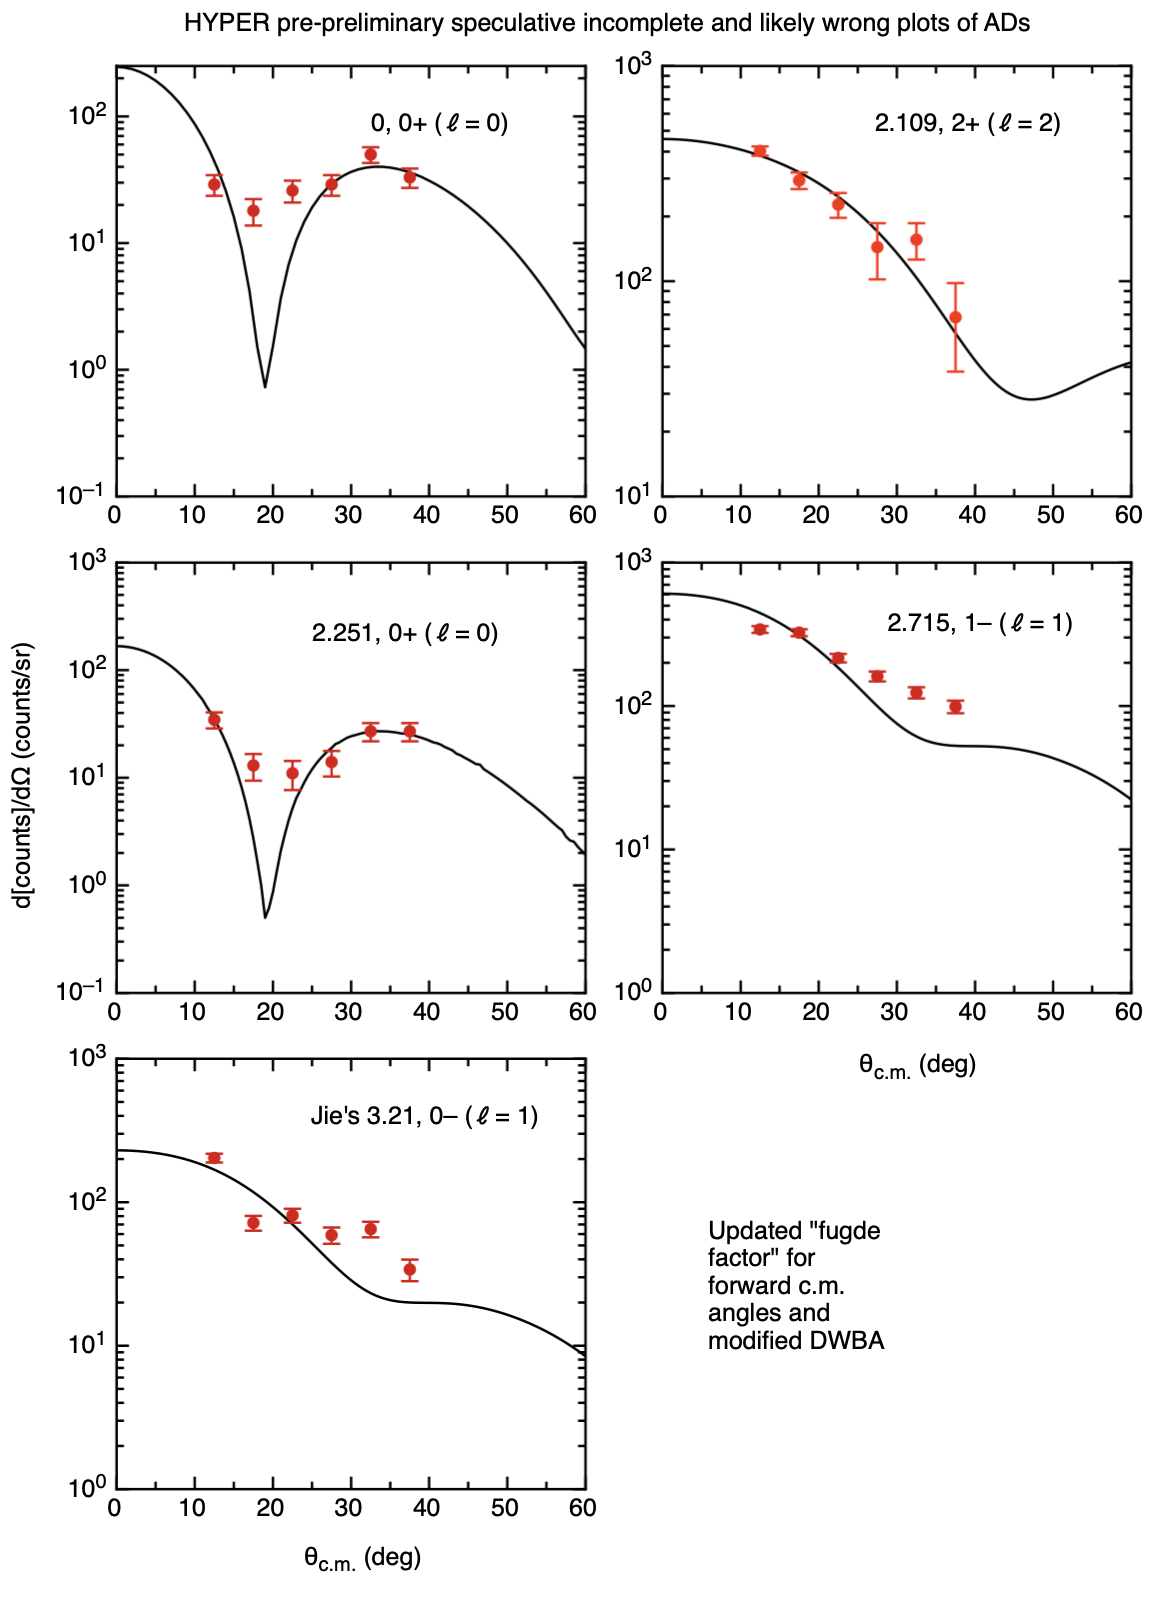 HYPER pre-preliminary speculative incomplete and likely wrong plots of ADs
10²
10¹
10⁰
10⁻¹
0, 0+ (ℓ = 0)
0 10 20 30 40 50 60
10³
10²
10¹
2.109, 2+ (ℓ = 2)
0 10 20 30 40 50 60
d[counts]/dΩ (counts/sr)
10³
10²
10¹
10⁰
10⁻¹
2.251, 0+ (ℓ = 0)
0 10 20 30 40 50 60
10³
10²
10¹
10⁰
2.715, 1– (ℓ = 1)
0 10 20 30 40 50 60
θc.m. (deg)
10³
10²
10¹
10⁰
Jie's 3.21, 0– (ℓ = 1)
0 10 20 30 40 50 60
θc.m. (deg)
Updated "fugde
factor" for
forward c.m.
angles and
modified DWBA